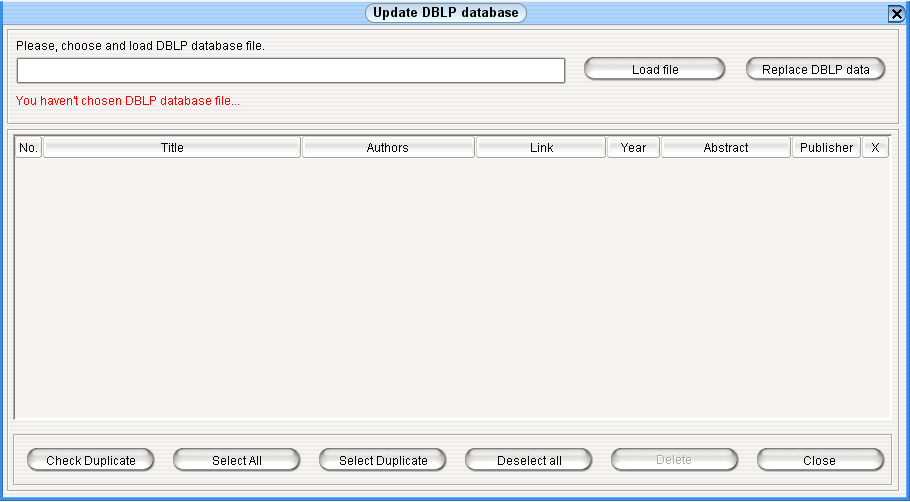 Update DBLP database
Please, choose and load DBLP database file.
Load file
Replace DBLP data
You haven't chosen DBLP database file...
No. Title Authors Link Year Abstract Publisher X
Check Duplicate Select All Select Duplicate Deselect all Delete Close